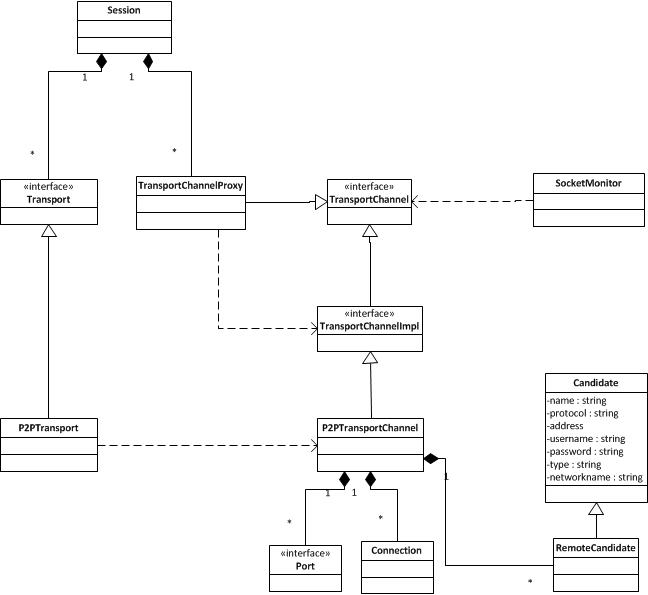 Session
1
1
*
*
«interface»
Transport
TransportChannelProxy
«interface»
TransportChannel
SocketMonitor
«interface»
TransportChannelImpl
Candidate
-name : string
-protocol : string
-address
-username : string
-password : string
-type : string
-networkname : string
P2PTransport
P2PTransportChannel
1
1
1
*
*
«interface»
Port
Connection
RemoteCandidate
*